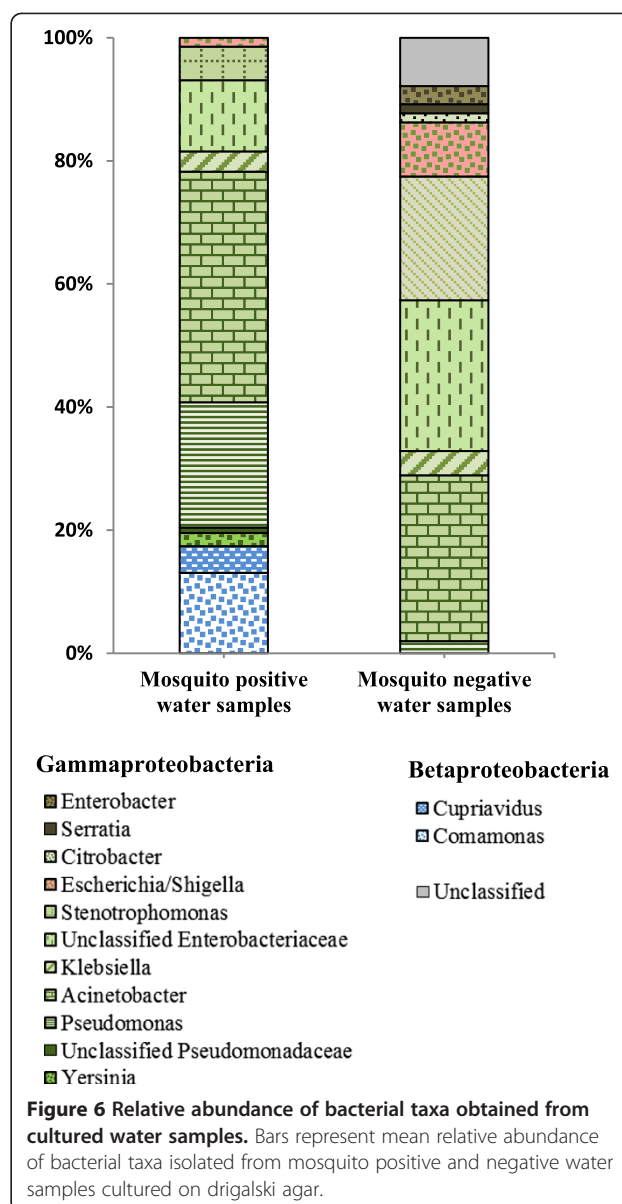 100%
80%
60%
40%
20%
0%
Mosquito positive water samples
Mosquito negative water samples
Gammaproteobacteria
Enterobacter
Serratia
Citrobacter
Escherichia/Shigella
Stenotrophomonas
Unclassified Enterobacteriaceae
Klebsiella
Acinetobacter
Pseudomonas
Unclassified Pseudomonadaceae
Yersinia
Betaproteobacteria
Cupriavidus
Comamonas
Unclassified
Figure 6 Relative abundance of bacterial taxa obtained from
cultured water samples. Bars represent mean relative abundance
of bacterial taxa isolated from mosquito positive and negative water
samples cultured on drigalski agar.